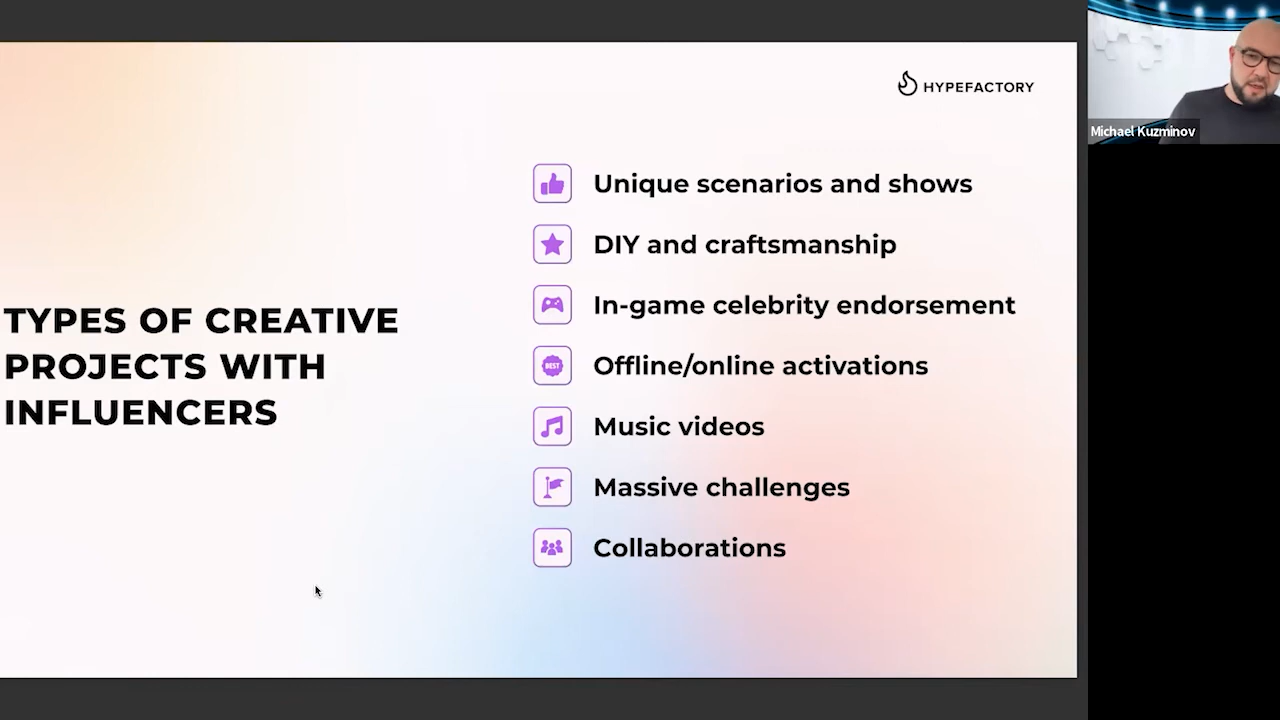 HYPEFACTORY
Michael Kuzminov
TYPES OF CREATIVE
PROJECTS WITH
INFLUENCERS
Unique scenarios and shows
DIY and craftsmanship
In-game celebrity endorsement
BEST
Offline/online activations
Music videos
Massive challenges
Collaborations